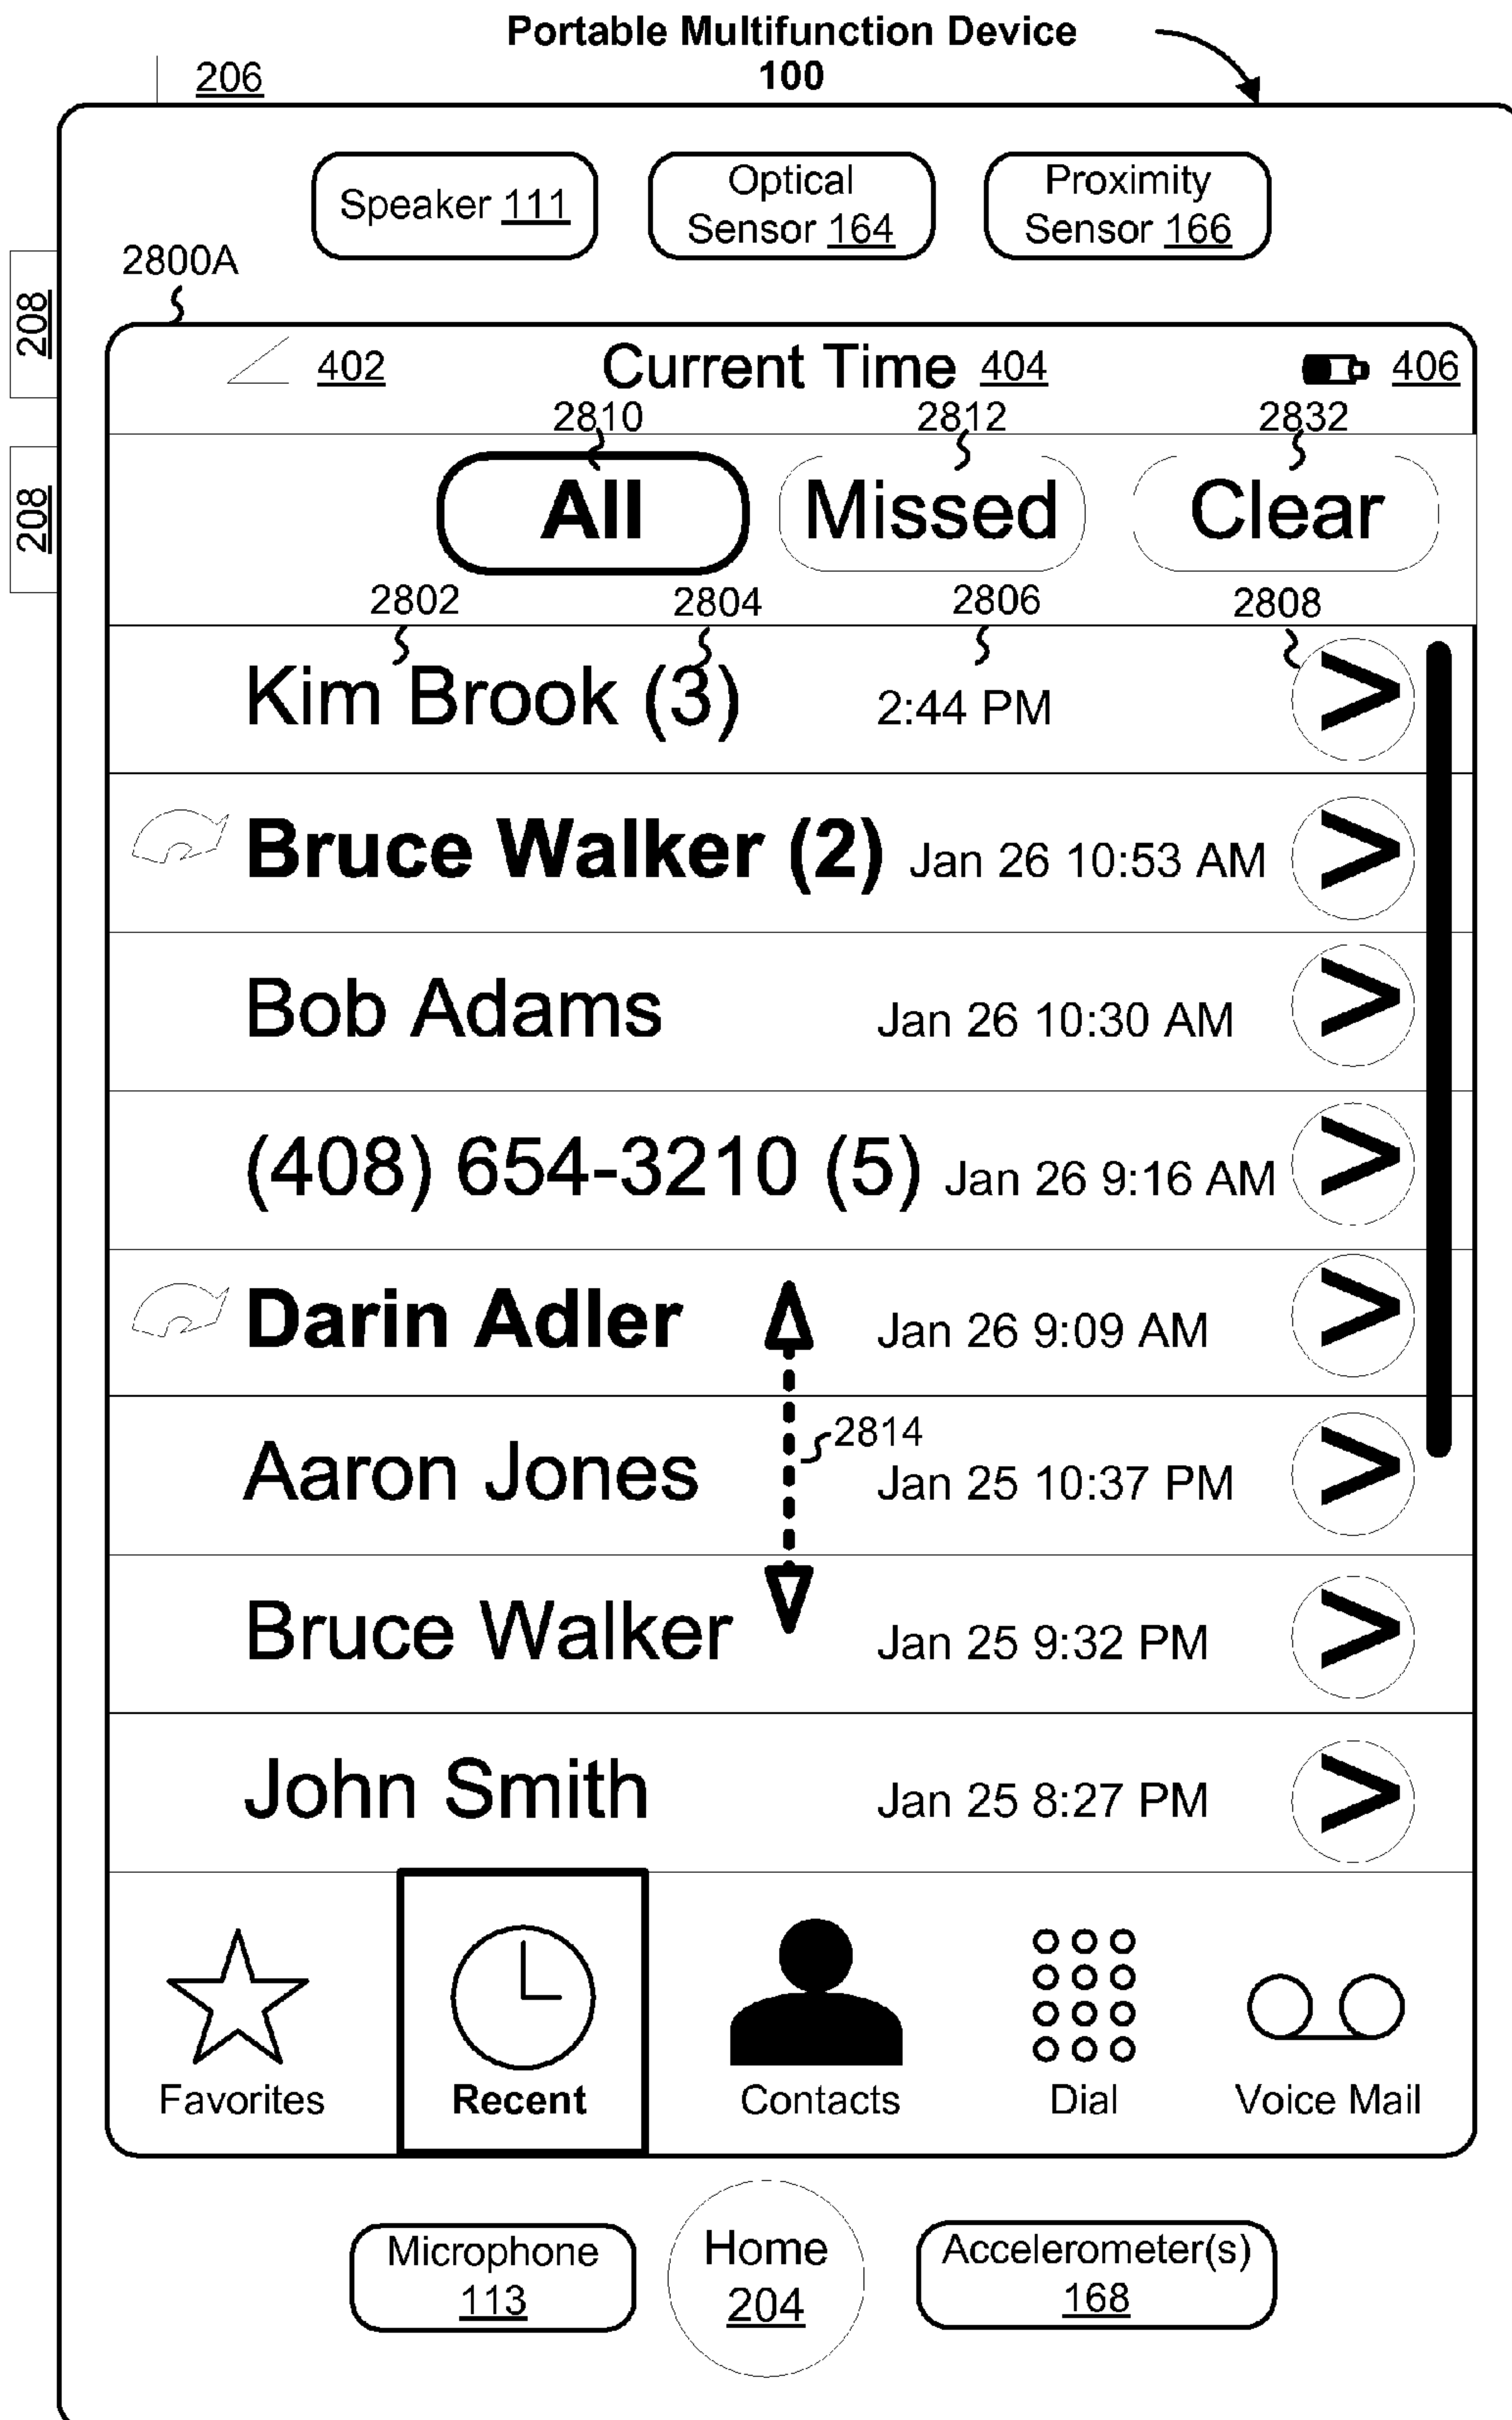 Portable Multifunction Device
100
206
Speaker 111
Optical
Sensor 164
Proximity
Sensor 166
2800A
208
208
402
Current Time 404
406
2810
2812
2832
All
Missed
Clear
2802
2804
2806
2808
Kim Brook (3)
2:44 PM
>
Bruce Walker (2)
Jan 26 10:53 AM
>
Bob Adams
Jan 26 10:30 AM
>
(408) 654-3210 (5)
Jan 26 9:16 AM
>
Darin Adler
Jan 26 9:09 AM
>
2814
Aaron Jones
Jan 25 10:37 PM
>
Bruce Walker
Jan 25 9:32 PM
>
John Smith
Jan 25 8:27 PM
>
Favorites
Recent
Contacts
Dial
Voice Mail
Microphone
113
Home
204
Accelerometer(s)
168